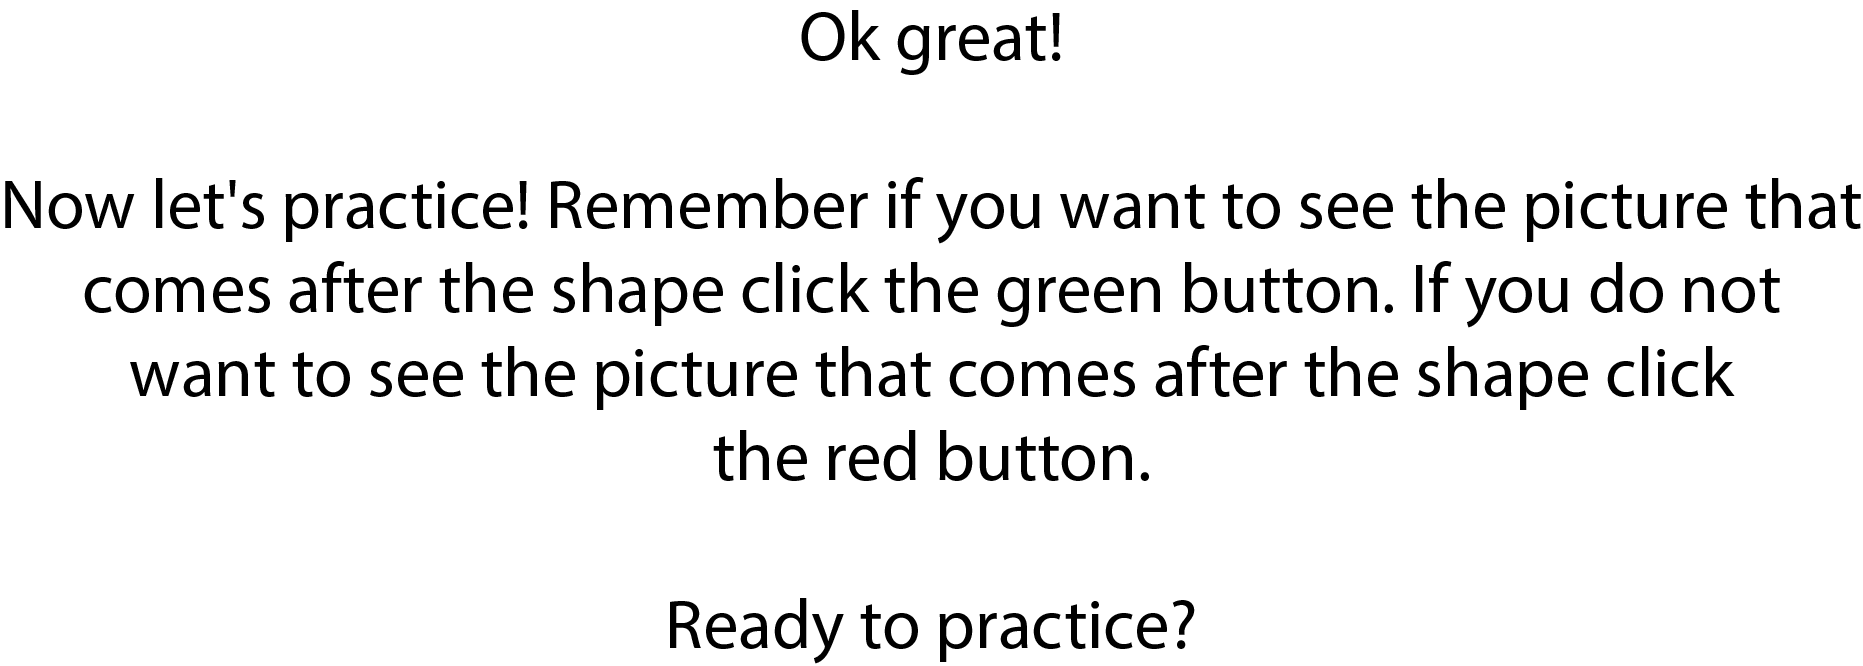 Ok great!
Now let's practice! Remember if you want to see the picture that
comes after the shape click the green button. If you do not
want to see the picture that comes after the shape click
the red button.
Ready to practice?